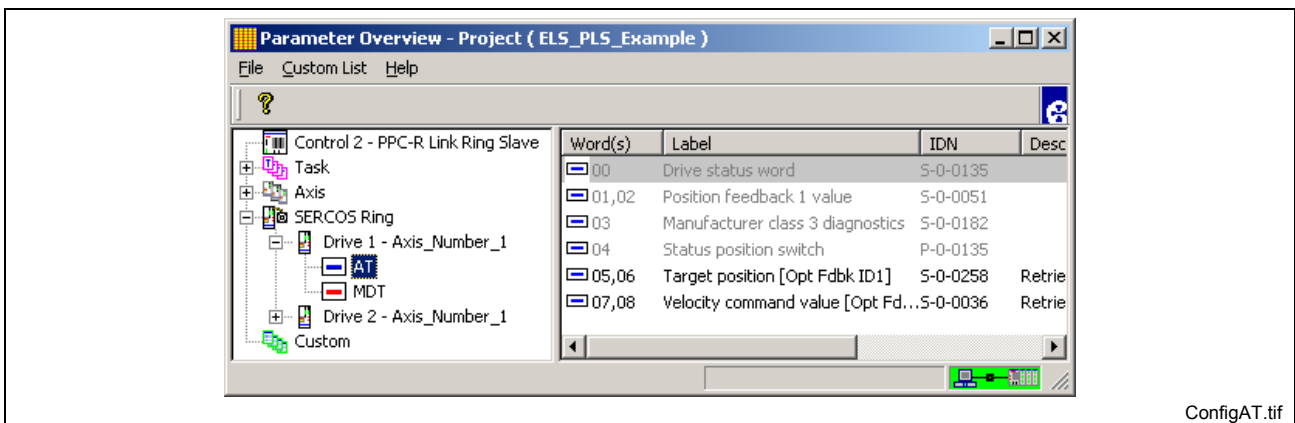 Parameter Overview - Project ( ELS_PLS_Example )
File Custom List Help
Control 2 - PPC-R Link Ring Slave
Task
Axis
SERCOS Ring
Drive 1 - Axis_Number_1
AT
MDT
Drive 2 - Axis_Number_1
Custom
Word(s) Label IDN Desc
00 Drive status word S-0-0135
01,02 Position feedback 1 value S-0-0051
03 Manufacturer class 3 diagnostics S-0-0182
04 Status position switch P-0-0135
05,06 Target position [Opt Fdbk ID1] S-0-0258 Retrie
07,08 Velocity command value [Opt Fd...S-0-0036 Retrie
ConfigAT.tif